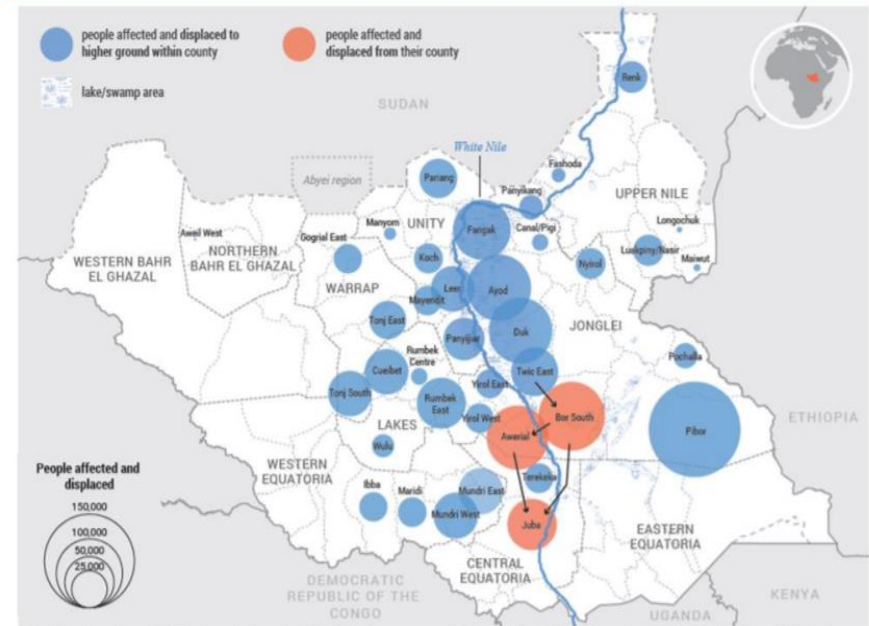 people affected and displaced to
higher ground within county
people affected and
displaced from their county
lake/swamp area
SUDAN
Renk
White Nile
Abyei region
Pariang
Fashoda
Panyikang
UPPER NILE
Longochuk
Manyom
UNITY
Fangak
Canal/Pigi
Aweil West
Gogrial East
Luakpiny/Nasir
Maiwut
WESTERN BAHR
EL GHAZAL
NORTHERN
BAHR EL GHAZAL
Koch
Nyirol
WARRAP
Leer
Ayod
Mayendit
Tonj East
Duk
JONGLEI
Panyijiar
Rumbek
Centre
Pochalla
Cueibet
Twic East
Yirol East
Tonj South
Rumbek
East
Yirol West
Bor South
ETHIOPIA
LAKES
Awerial
Pibor
Wulu
WESTERN
EQUATORIA
People affected and
displaced
150,000
100,000
50,000
25,000
Terekeka
Ibba
Maridi
Mundri East
Mundri West
Juba
EASTERN
EQUATORIA
CENTRAL
EQUATORIA
DEMOCRATIC
REPUBLIC OF THE
CONGO
KENYA
UGANDA